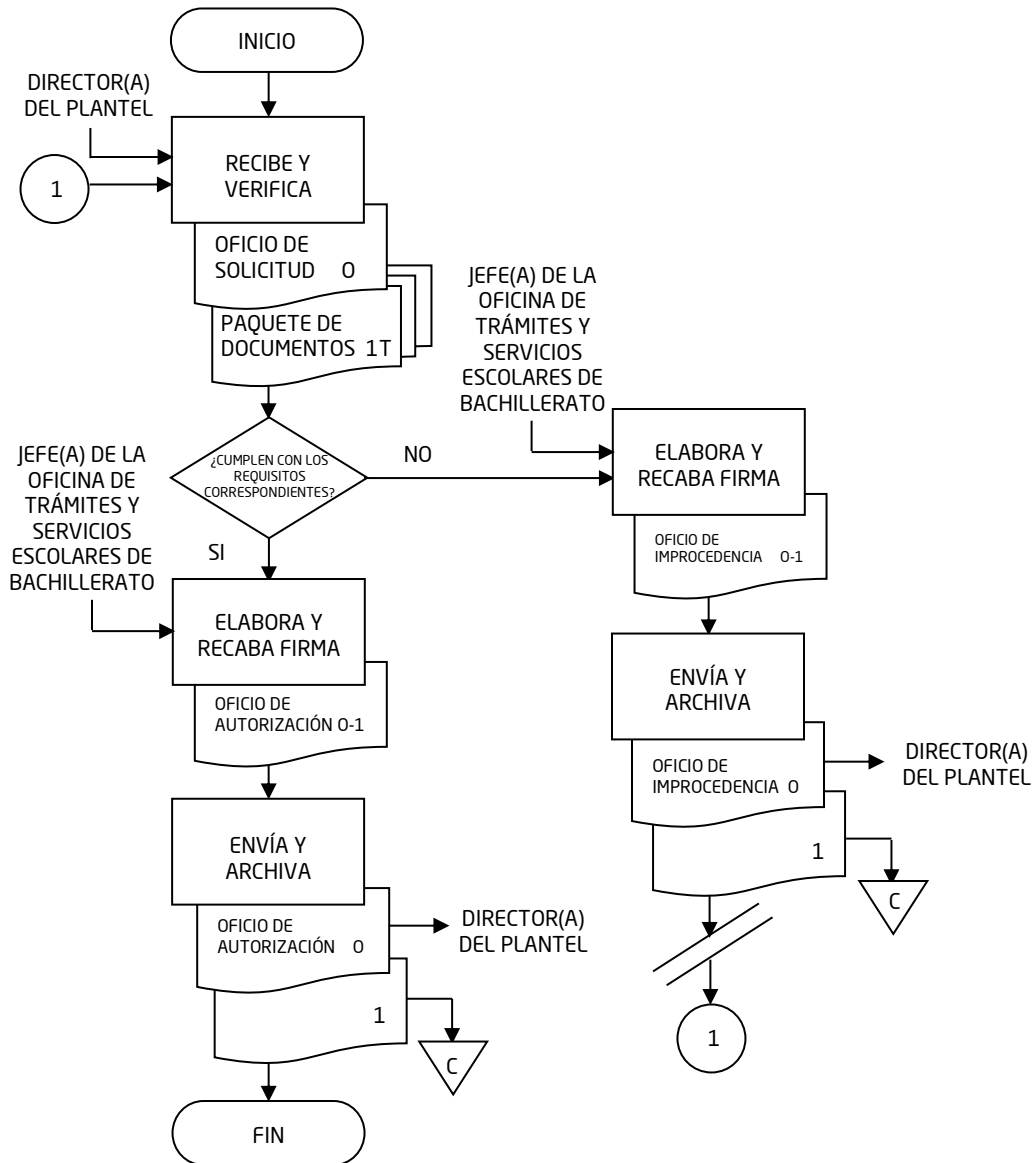 INICIO
DIRECTOR(A)
DEL PLANTEL
1
RECIBE Y
VERIFICA
OFICIO DE
SOLICITUD O
PAQUETE DE
DOCUMENTOS 1T
¿CUMPLEN CON LOS
REQUISITOS
CORRESPONDIENTES?
NO
JEFE(A) DE LA
OFICINA DE
TRÁMITES Y
SERVICIOS
ESCOLARES DE
BACHILLERATO
ELABORA Y
RECABA FIRMA
OFICIO DE
IMPROCEDENCIA O-1
ENVÍA Y
ARCHIVA
OFICIO DE
IMPROCEDENCIA O
DIRECTOR(A)
DEL PLANTEL
1
C
1
SI
JEFE(A) DE LA
OFICINA DE
TRÁMITES Y
SERVICIOS
ESCOLARES DE
BACHILLERATO
ELABORA Y
RECABA FIRMA
OFICIO DE
AUTORIZACIÓN O-1
ENVÍA Y
ARCHIVA
OFICIO DE
AUTORIZACIÓN O
DIRECTOR(A)
DEL PLANTEL
1
C
FIN